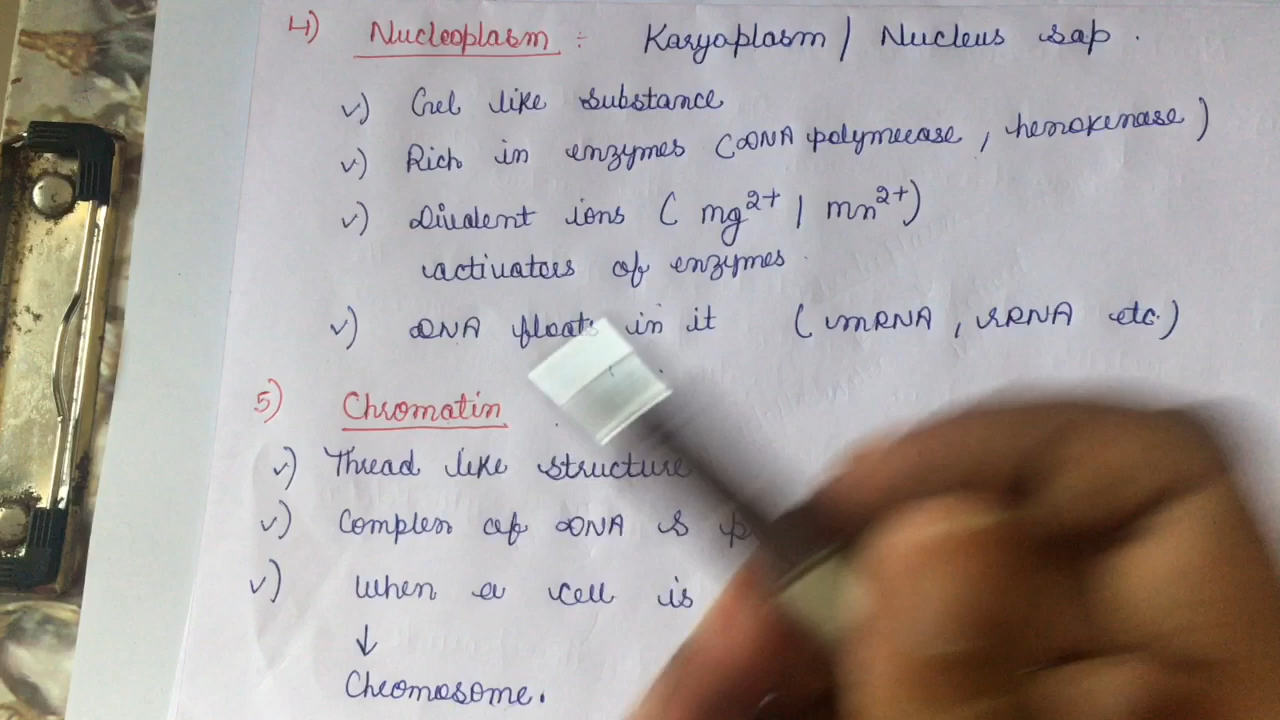 4) Nucleoplasm : Karyoplasm / Nucleus sap .
v) Gel like substance
v) Rich in enzymes (DNA polymerase , hemokenase)
v) Divalent ions ( mg2+ / mn2+)
activators of enzymes .
v) DNA floats in it ( mRNA , rRNA etc.)
5) Chromatin
v) Thread like structure
v) Complex of DNA &
v) When a cell is
↓
Chromosome.